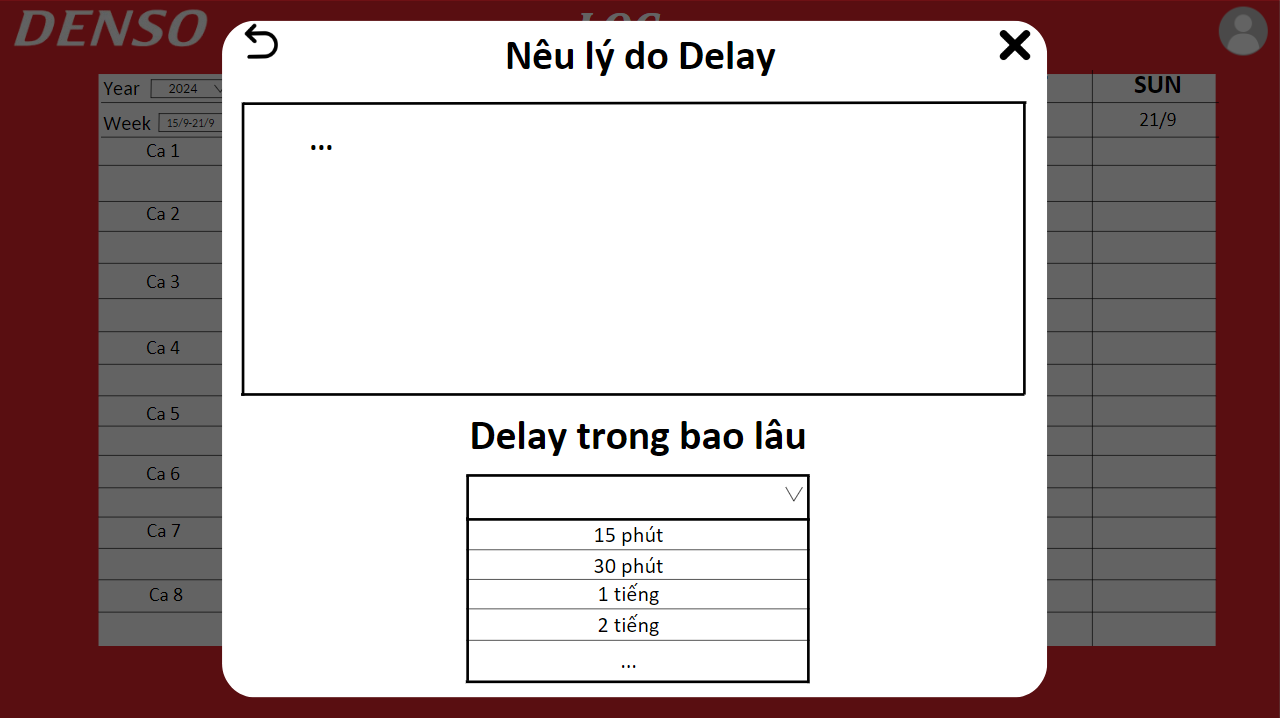 DENSO
Nêu lý do Delay
Year 2024
SUN
Week 15/9-21/9
21/9
...
Ca 1
Ca 2
Ca 3
Ca 4
Ca 5
Ca 6
Ca 7
Ca 8
Delay trong bao lâu
15 phút
30 phút
1 tiếng
2 tiếng
...